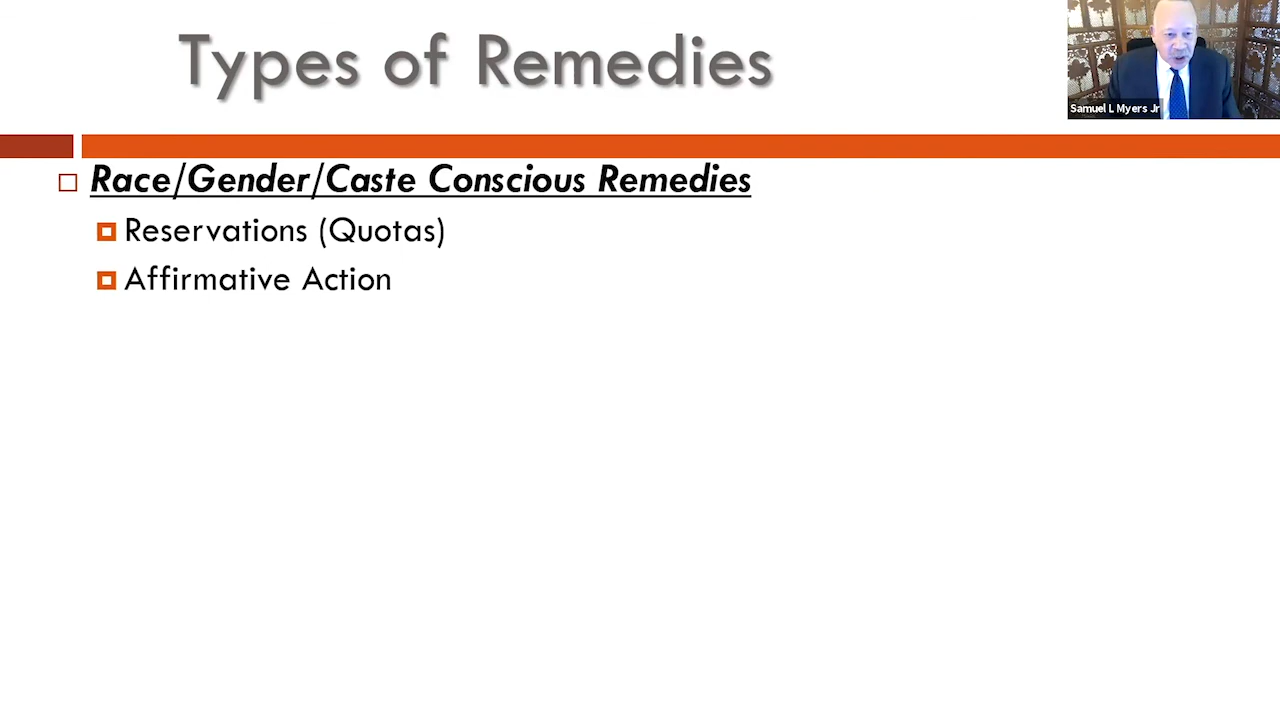 Types of Remedies
Samuel L Myers Jr
Race/Gender/Caste Conscious Remedies
Reservations (Quotas)
Affirmative Action